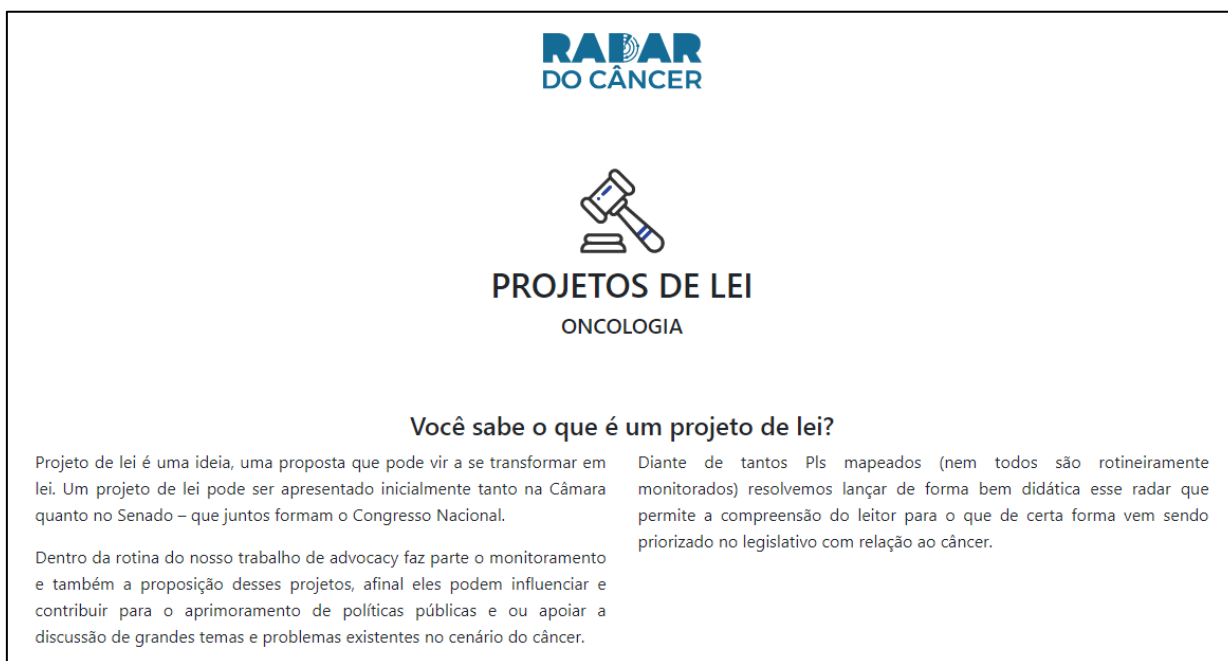 RADAR
DO CÂNCER
PROJETOS DE LEI
ONCOLOGIA
Você sabe o que é um projeto de lei?
Projeto de lei é uma ideia, uma proposta que pode vir a se transformar em
lei. Um projeto de lei pode ser apresentado inicialmente tanto na Câmara
quanto no Senado – que juntos formam o Congresso Nacional.
Dentro da rotina do nosso trabalho de advocacy faz parte o monitoramento
e também a proposição desses projetos, afinal eles podem influenciar e
contribuir para o aprimoramento de políticas públicas e ou apoiar a
discussão de grandes temas e problemas existentes no cenário do câncer.
Diante de tantos Pls mapeados (nem todos são rotineiramente
monitorados) resolvemos lançar de forma bem didática esse radar que
permite a compreensão do leitor para o que de certa forma vem sendo
priorizado no legislativo com relação ao câncer.